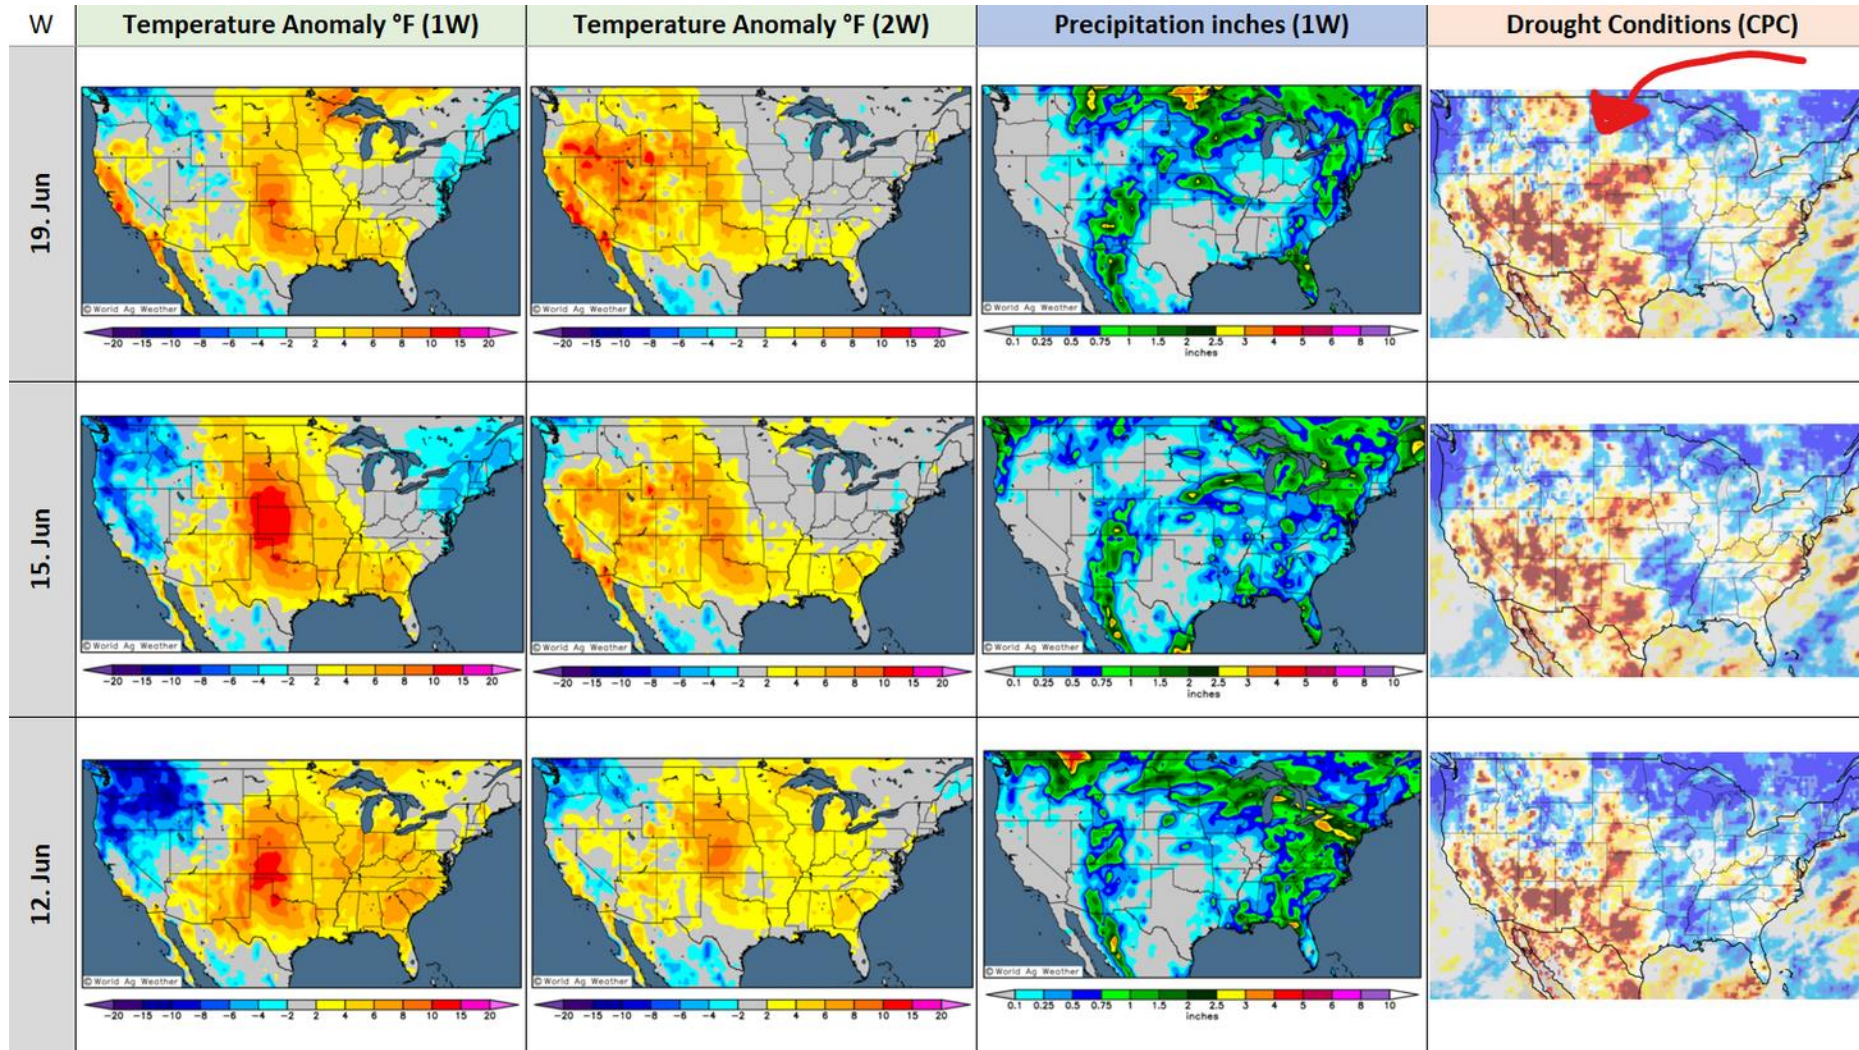 W Temperature Anomaly °F (1W) Temperature Anomaly °F (2W) Precipitation inches (1W) Drought Conditions (CPC)
19. Jun
© World Ag Weather © World Ag Weather © World Ag Weather
-20 -15 -10 -8 -6 -4 -2 2 4 6 8 10 15 20
-20 -15 -10 -8 -6 -4 -2 2 4 6 8 10 15 20
0.1 0.25 0.5 0.75 1 1.5 2 2.5 3 4 5 6 8 10
inches
15. Jun
© World Ag Weather © World Ag Weather © World Ag Weather
-20 -15 -10 -8 -6 -4 -2 2 4 6 8 10 15 20
-20 -15 -10 -8 -6 -4 -2 2 4 6 8 10 15 20
0.1 0.25 0.5 0.75 1 1.5 2 2.5 3 4 5 6 8 10
inches
12. Jun
© World Ag Weather © World Ag Weather © World Ag Weather
-20 -15 -10 -8 -6 -4 -2 2 4 6 8 10 15 20
-20 -15 -10 -8 -6 -4 -2 2 4 6 8 10 15 20
0.1 0.25 0.5 0.75 1 1.5 2 2.5 3 4 5 6 8 10
inches